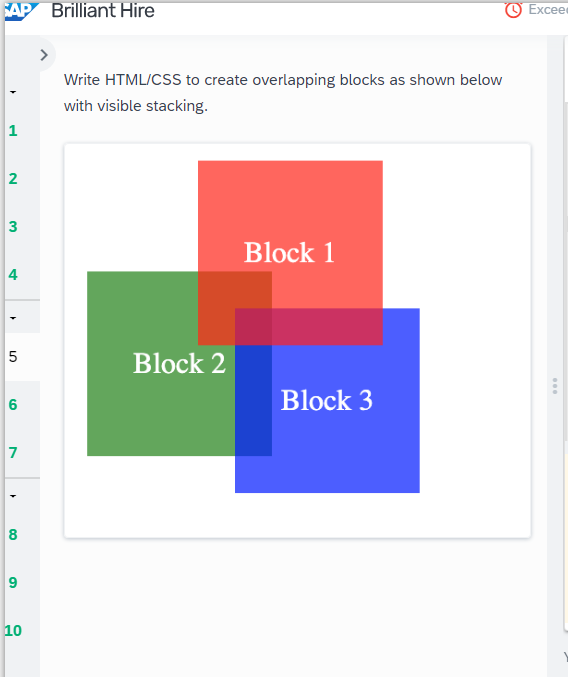 SAP Brilliant Hire
Write HTML/CSS to create overlapping blocks as shown below
with visible stacking.
1
2
3
4
5
6
7
8
9
10
Block 1
Block 2
Block 3